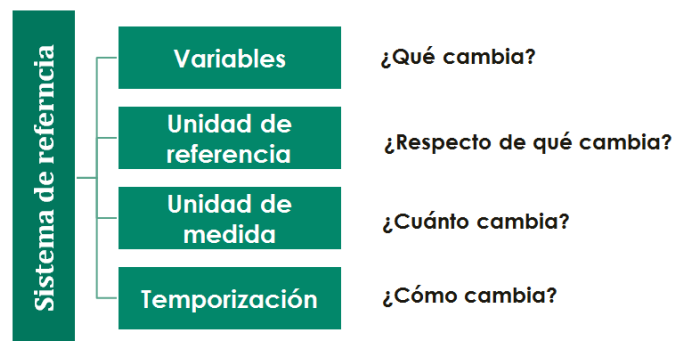 Sistema de referncia
Variables
¿Qué cambia?
Unidad de
referencia
¿Respecto de qué cambia?
Unidad de
medida
¿Cuánto cambia?
Temporización
¿Cómo cambia?